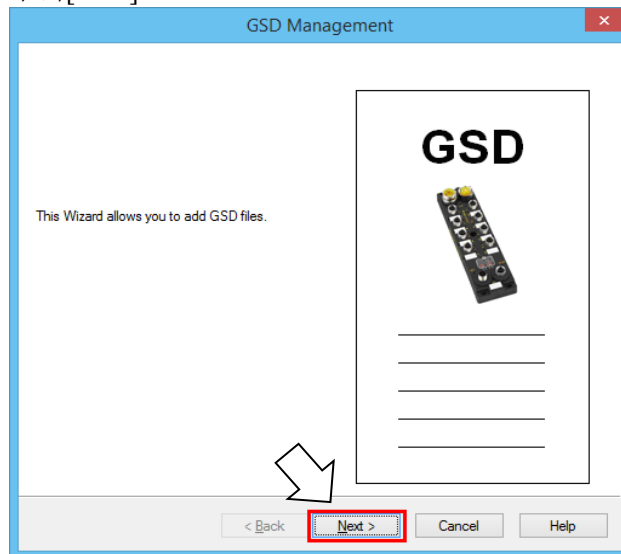 GSD Management
GSD
This Wizard allows you to add GSD files.
< Back
Next >
Cancel
Help